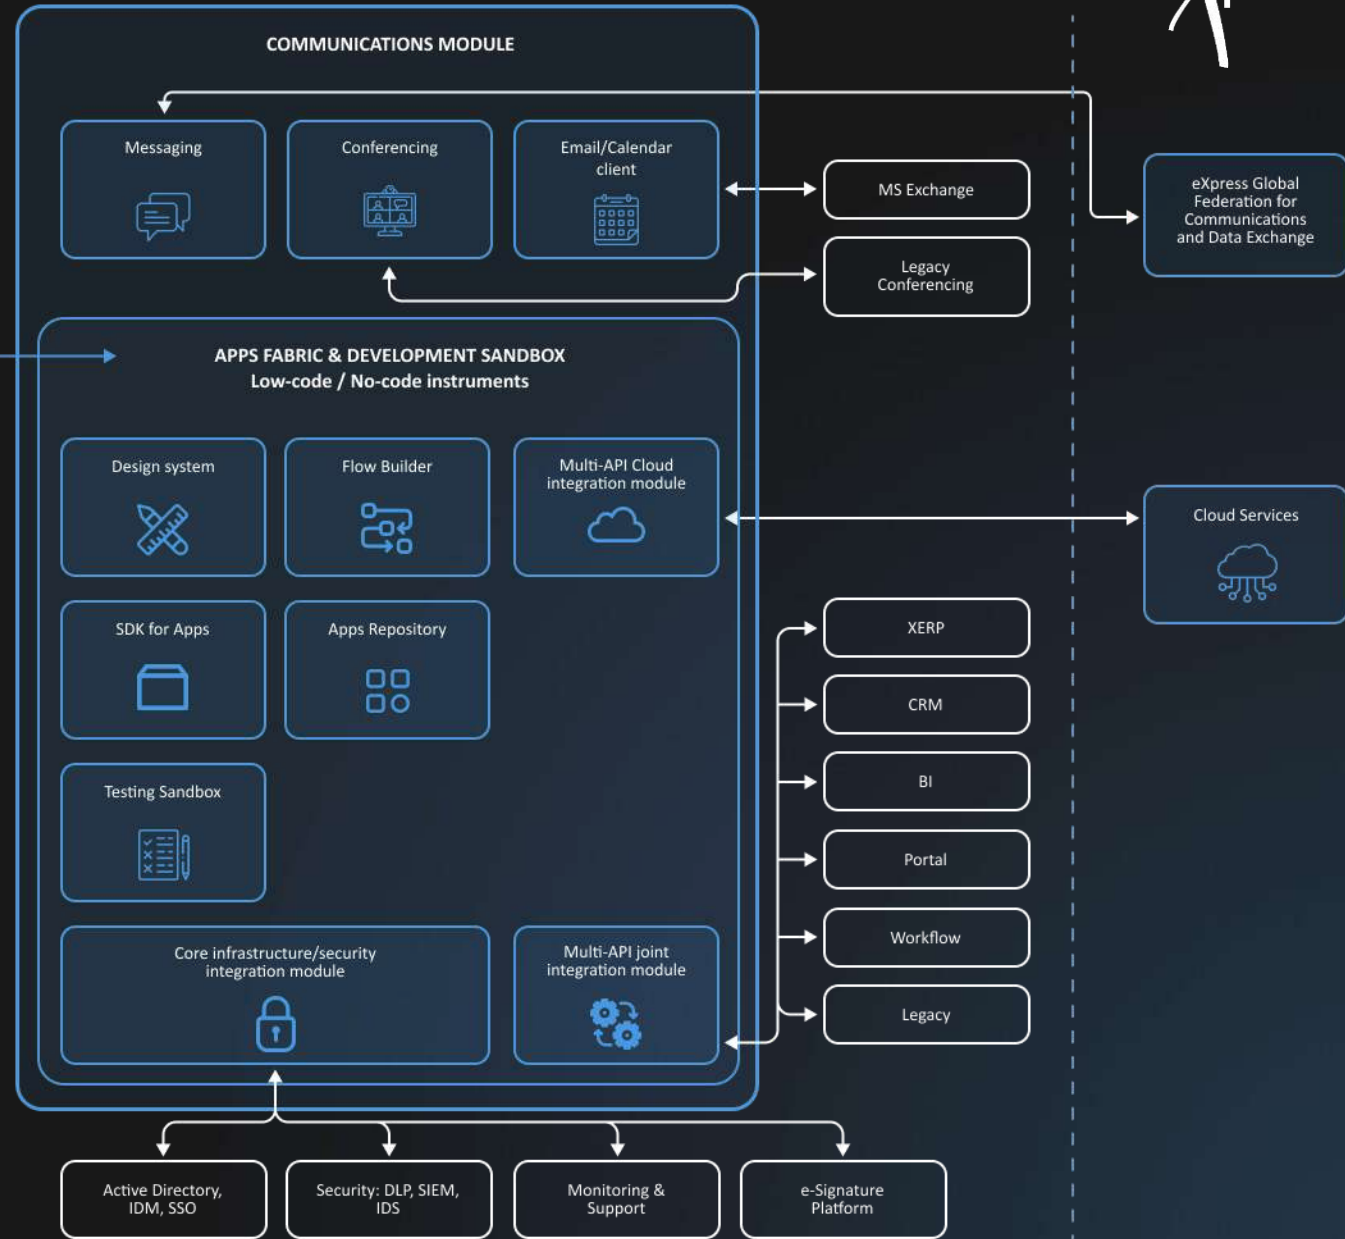 COMMUNICATIONS MODULE
Messaging
Conferencing
Email/Calendar
client
MS Exchange
Legacy
Conferencing
eXpress Global
Federation for
Communications
and Data Exchange
APPS FABRIC & DEVELOPMENT SANDBOX
Low-code / No-code instruments
Design system
Flow Builder
Multi-API Cloud
integration module
Cloud Services
SDK for Apps
Apps Repository
XERP
CRM
BI
Portal
Workflow
Legacy
Testing Sandbox
Core infrastructure/security
integration module
Multi-API joint
integration module
Active Directory,
IDM, SSO
Security: DLP, SIEM,
IDS
Monitoring &
Support
e-Signature
Platform